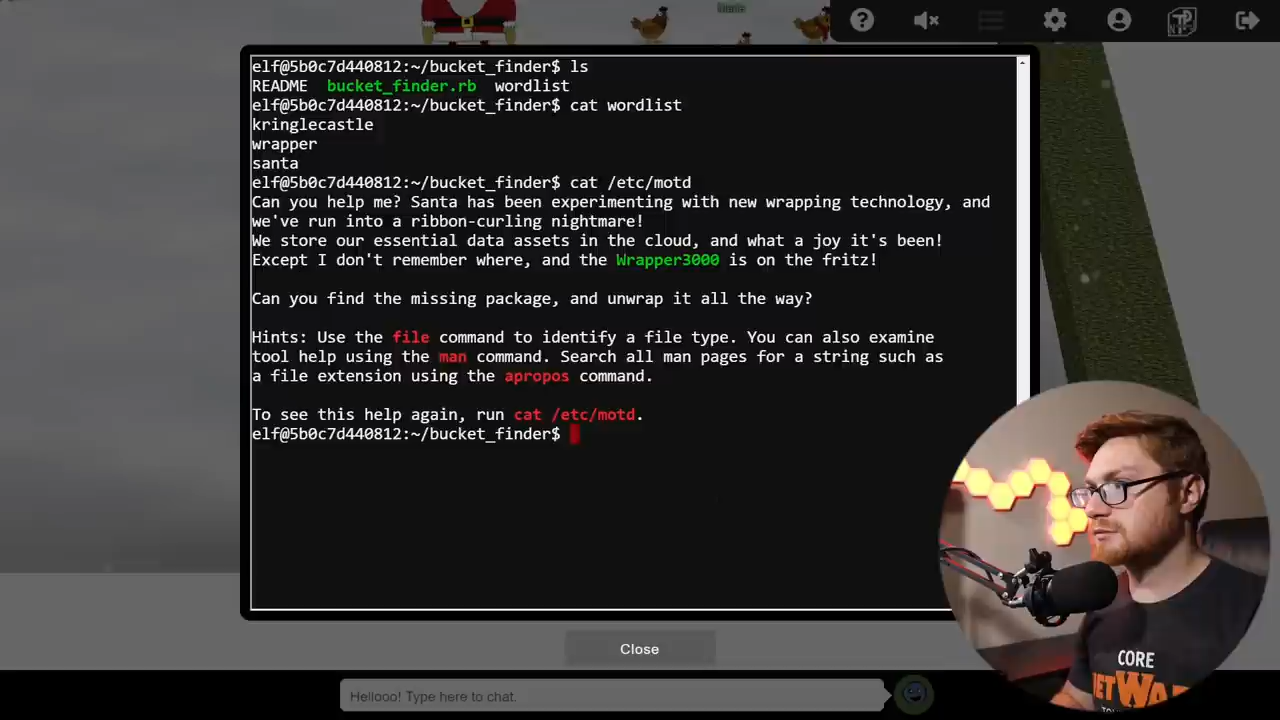 elf@5b0c7d440812:~/bucket_finder$ ls
README bucket_finder.rb wordlist
elf@5b0c7d440812:~/bucket_finder$ cat wordlist
kringlecastle
wrapper
santa
elf@5b0c7d440812:~/bucket_finder$ cat /etc/motd
Can you help me? Santa has been experimenting with new wrapping technology, and
we've run into a ribbon-curling nightmare!
We store our essential data assets in the cloud, and what a joy it's been!
Except I don't remember where, and the Wrapper3000 is on the fritz!
Can you find the missing package, and unwrap it all the way?
Hints: Use the file command to identify a file type. You can also examine
tool help using the man command. Search all man pages for a string such as
a file extension using the apropos command.
To see this help again, run cat /etc/motd.
elf@5b0c7d440812:~/bucket_finder$
CORE
Close
Hellooo! Type here to chat.